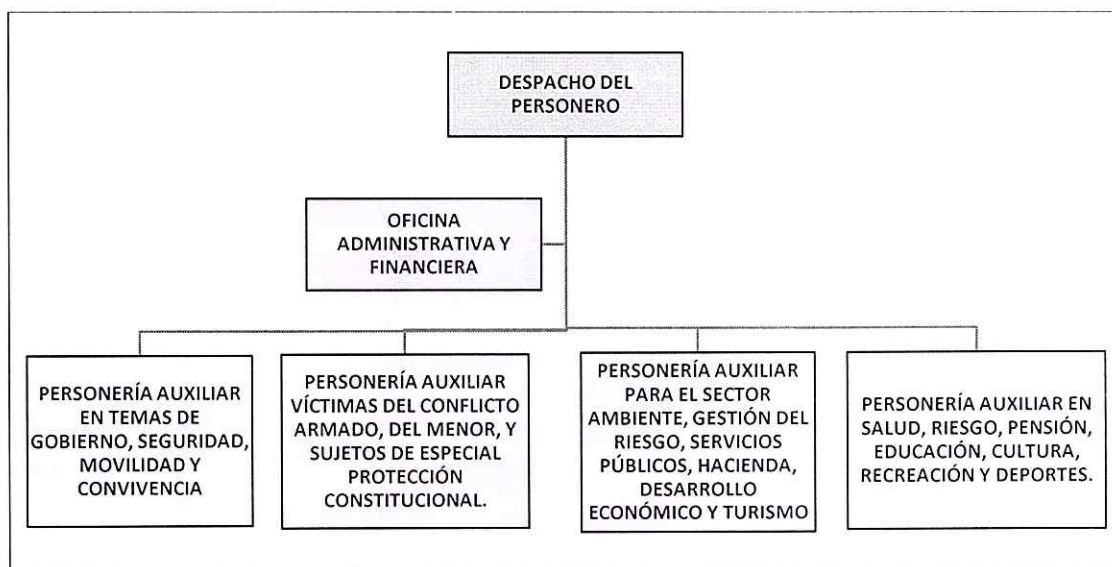 DESPACHO DEL
PERSONERO
OFICINA
ADMINISTRATIVA Y
FINANCIERA
PERSONERÍA AUXILIAR
EN TEMAS DE
GOBIERNO, SEGURIDAD,
MOVILIDAD Y
CONVIVENCIA
PERSONERÍA AUXILIAR
VÍCTIMAS DEL CONFLICTO
ARMADO, DEL MENOR, Y
SUJETOS DE ESPECIAL
PROTECCIÓN
CONSTITUCIONAL.
PERSONERÍA AUXILIAR
PARA EL SECTOR
AMBIENTE, GESTIÓN DEL
RIESGO, SERVICIOS
PÚBLICOS, HACIENDA,
DESARROLLO
ECONÓMICO Y TURISMO
PERSONERÍA AUXILIAR EN
SALUD, RIESGO, PENSIÓN,
EDUCACIÓN, CULTURA,
RECREACIÓN Y DEPORTES.